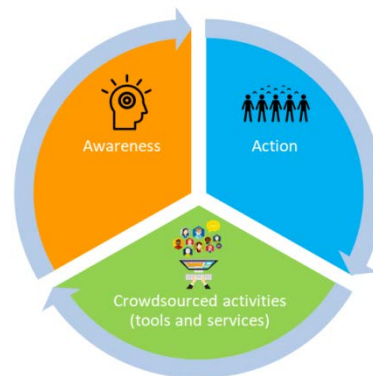 Awareness
Action
Crowdsourced activities
(tools and services)